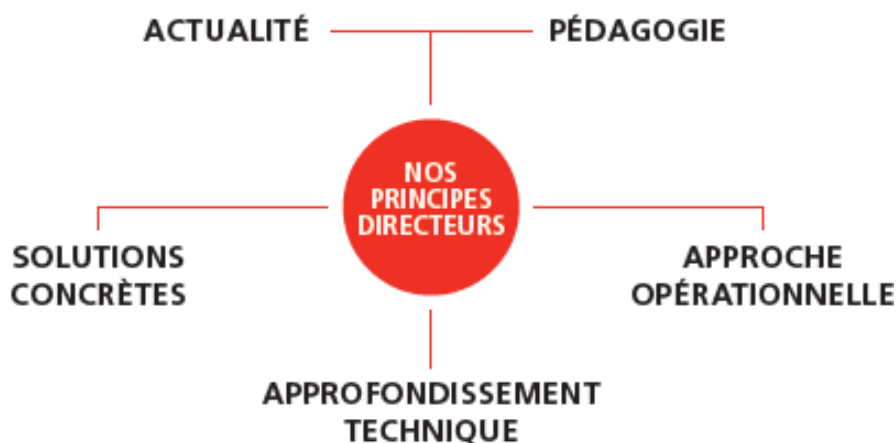 ACTUALITÉ
PÉDAGOGIE
NOS
PRINCIPES
DIRECTEURS
SOLUTIONS
CONCRÈTES
APPROCHE
OPÉRATIONNELLE
APPROFONDISSEMENT
TECHNIQUE